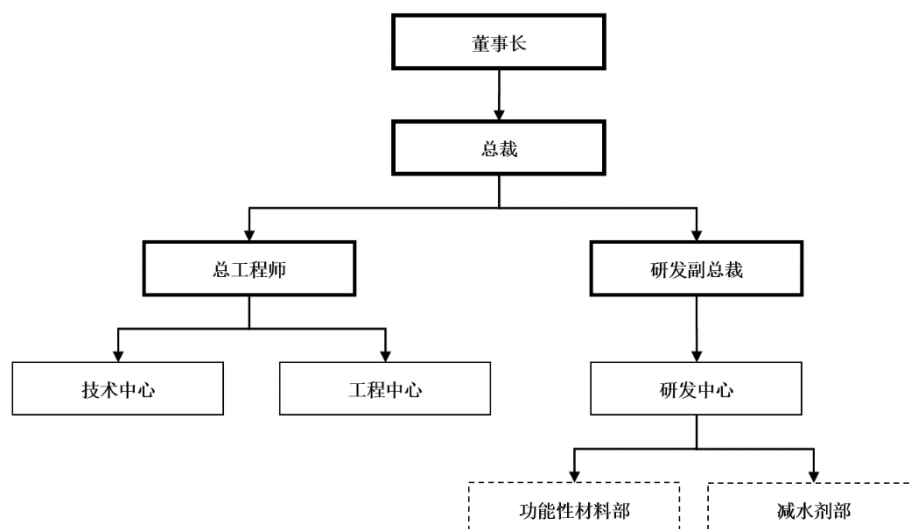 董事长
总裁
总工程师
研发副总裁
技术中心
工程中心
研发中心
功能性材料部
减水剂部